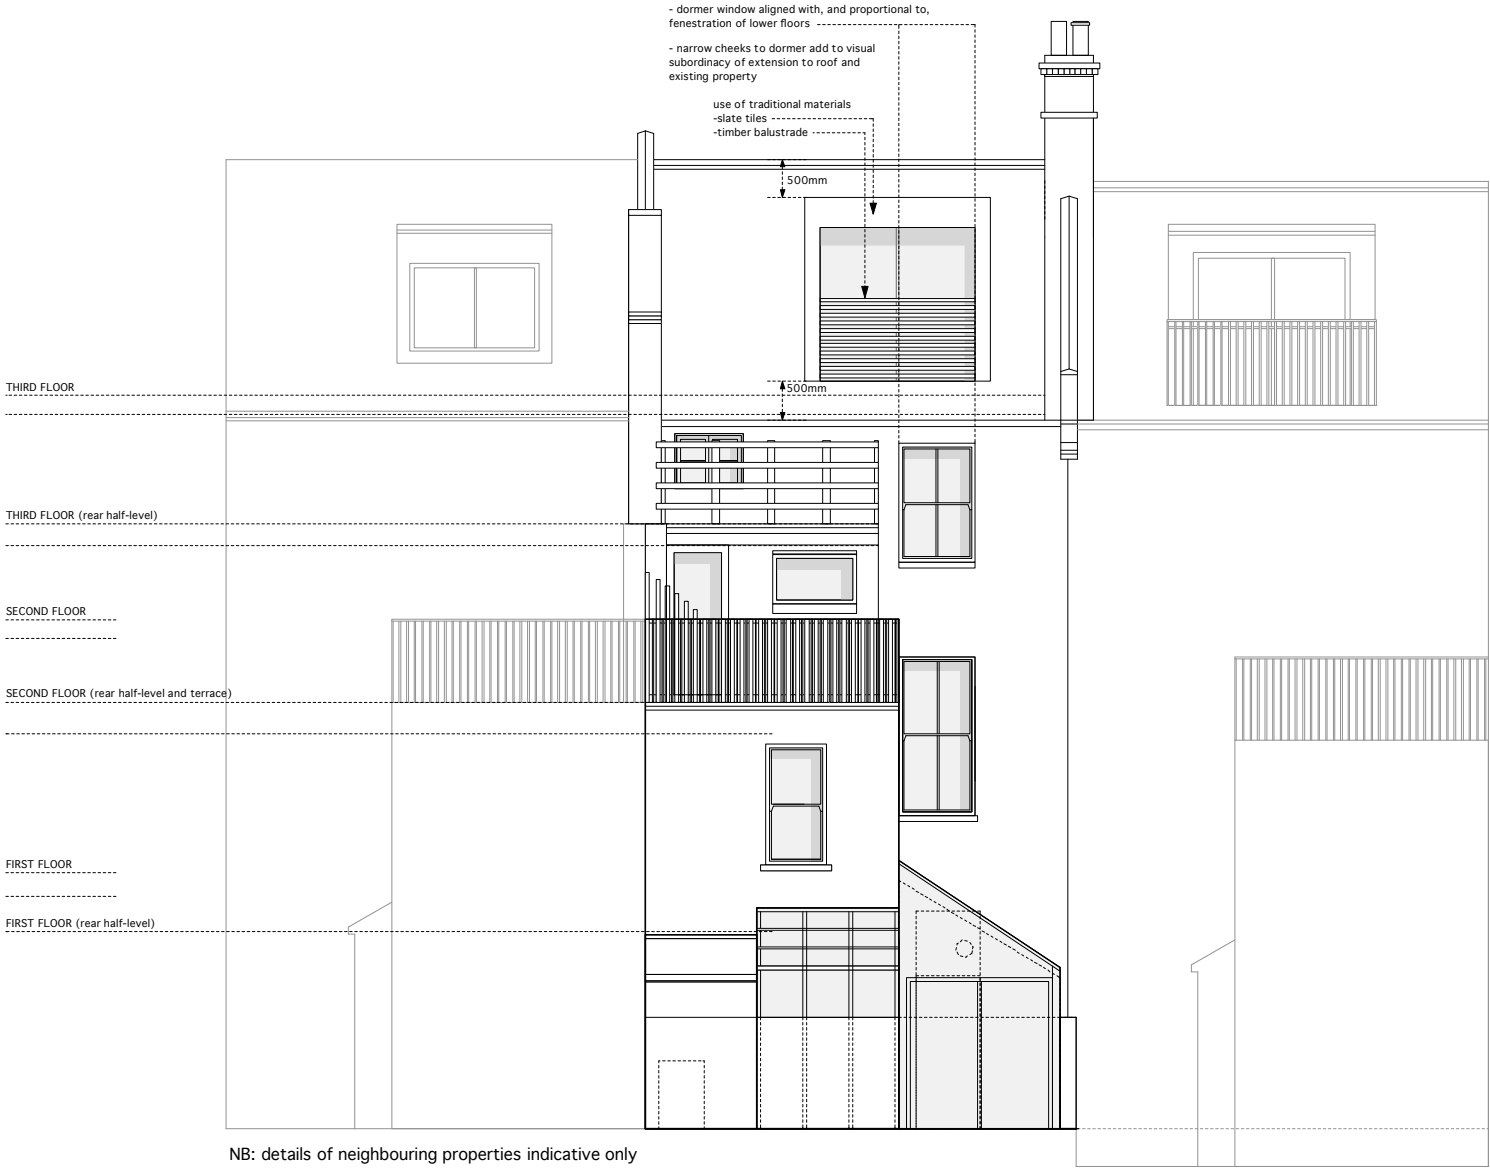 - dormer window aligned with, and proportional to,
fenestration of lower floors
- narrow cheeks to dormer add to visual
subordinacy of extension to roof and
existing property
use of traditional materials
-slate tiles
-timber balustrade
500mm
THIRD FLOOR
500mm
THIRD FLOOR (rear half-level)
SECOND FLOOR
SECOND FLOOR (rear half-level and terrace)
FIRST FLOOR
FIRST FLOOR (rear half-level)
NB: details of neighbouring properties indicative only